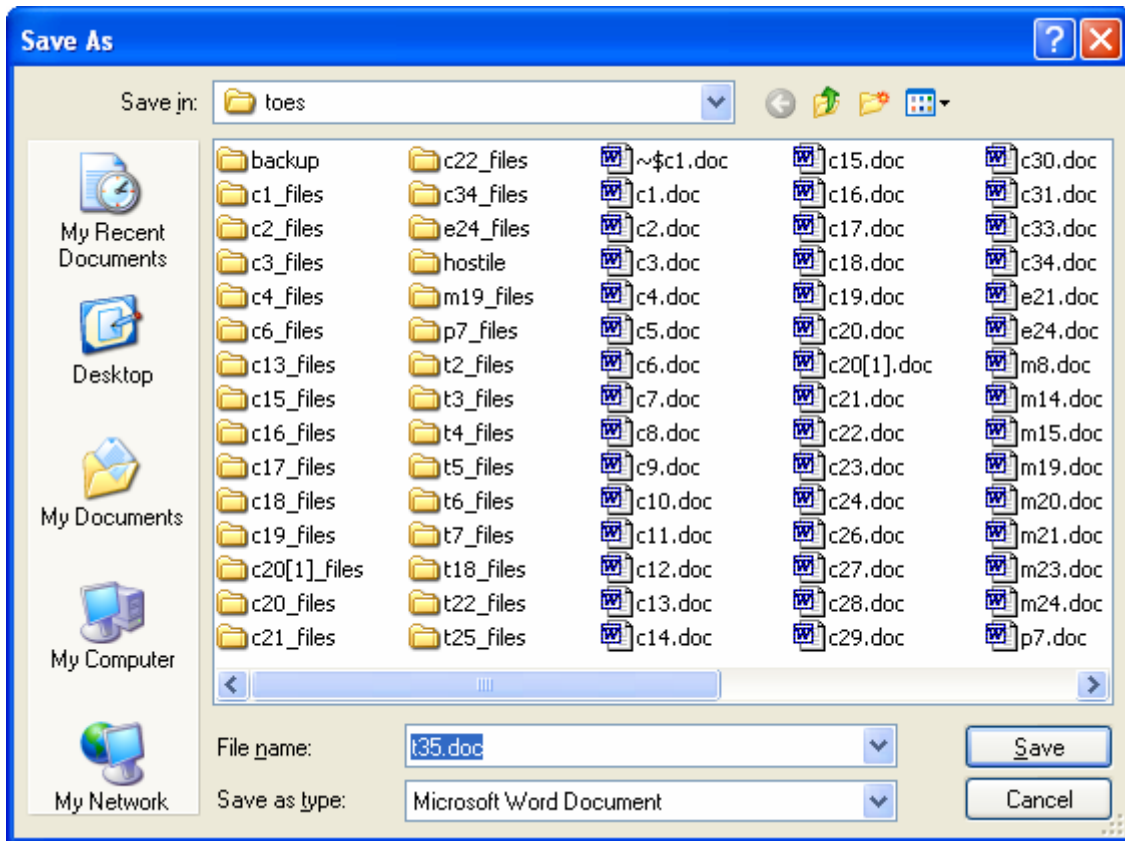 Save As
Save in:
toes
My Recent
Documents
Desktop
My Documents
My Computer
My Network
backup
c1_files
c2_files
c3_files
c4_files
c6_files
c13_files
c15_files
c16_files
c17_files
c18_files
c19_files
c20[1]_files
c20_files
c21_files
c22_files
c34_files
e24_files
hostile
m19_files
p7_files
t2_files
t3_files
t4_files
t5_files
t6_files
t7_files
t18_files
t22_files
t25_files
~$c1.doc
c1.doc
c2.doc
c3.doc
c4.doc
c5.doc
c6.doc
c7.doc
c8.doc
c9.doc
c10.doc
c11.doc
c12.doc
c13.doc
c14.doc
c15.doc
c16.doc
c17.doc
c18.doc
c19.doc
c20.doc
c20[1].doc
c21.doc
c22.doc
c23.doc
c24.doc
c26.doc
c27.doc
c28.doc
c29.doc
c30.doc
c31.doc
c33.doc
c34.doc
e21.doc
e24.doc
m8.doc
m14.doc
m15.doc
m19.doc
m20.doc
m21.doc
m23.doc
m24.doc
p7.doc
File name:
t35.doc
Save
Save as type:
Microsoft Word Document
Cancel